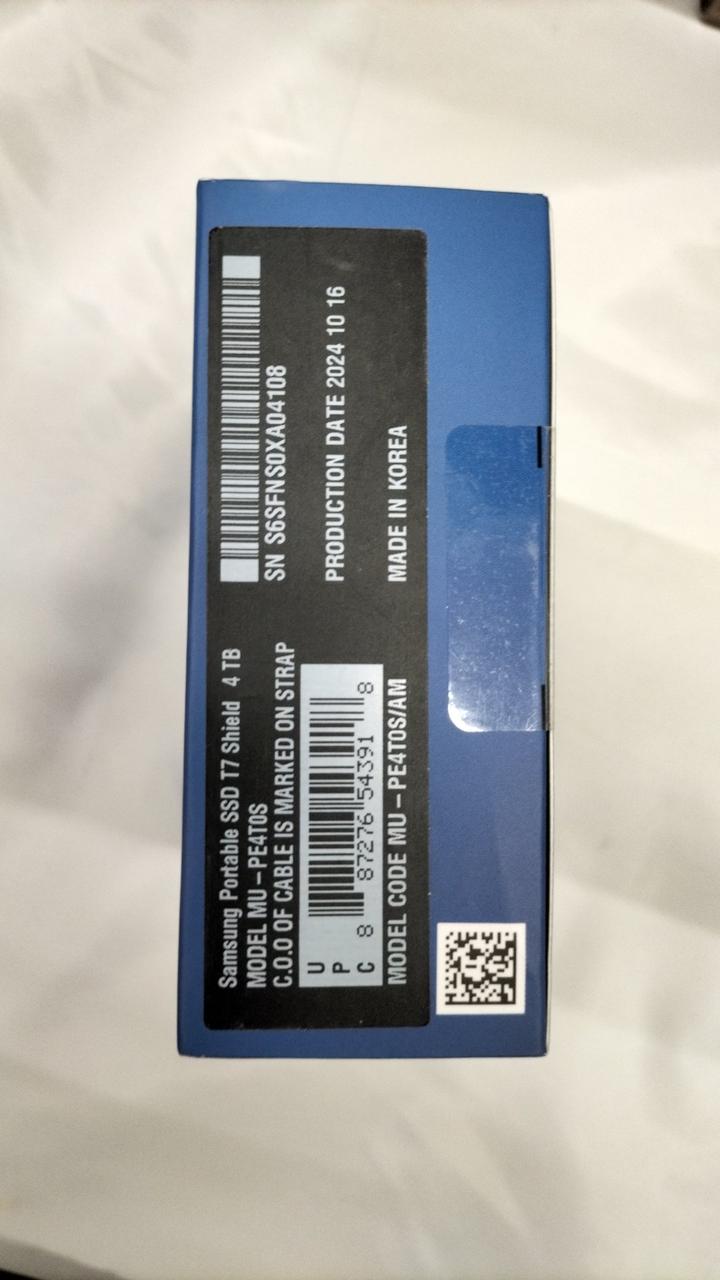 Samsung Portable SSD T7 Shield 4 TB
MODEL MU – PE4T0S
C.O.O OF CABLE IS MARKED ON STRAP
UPC
8 87276 54391 8
MODEL CODE MU – PE4T0S/AM
SN S6SFNS0XA04108
PRODUCTION DATE 2024 10 16
MADE IN KOREA